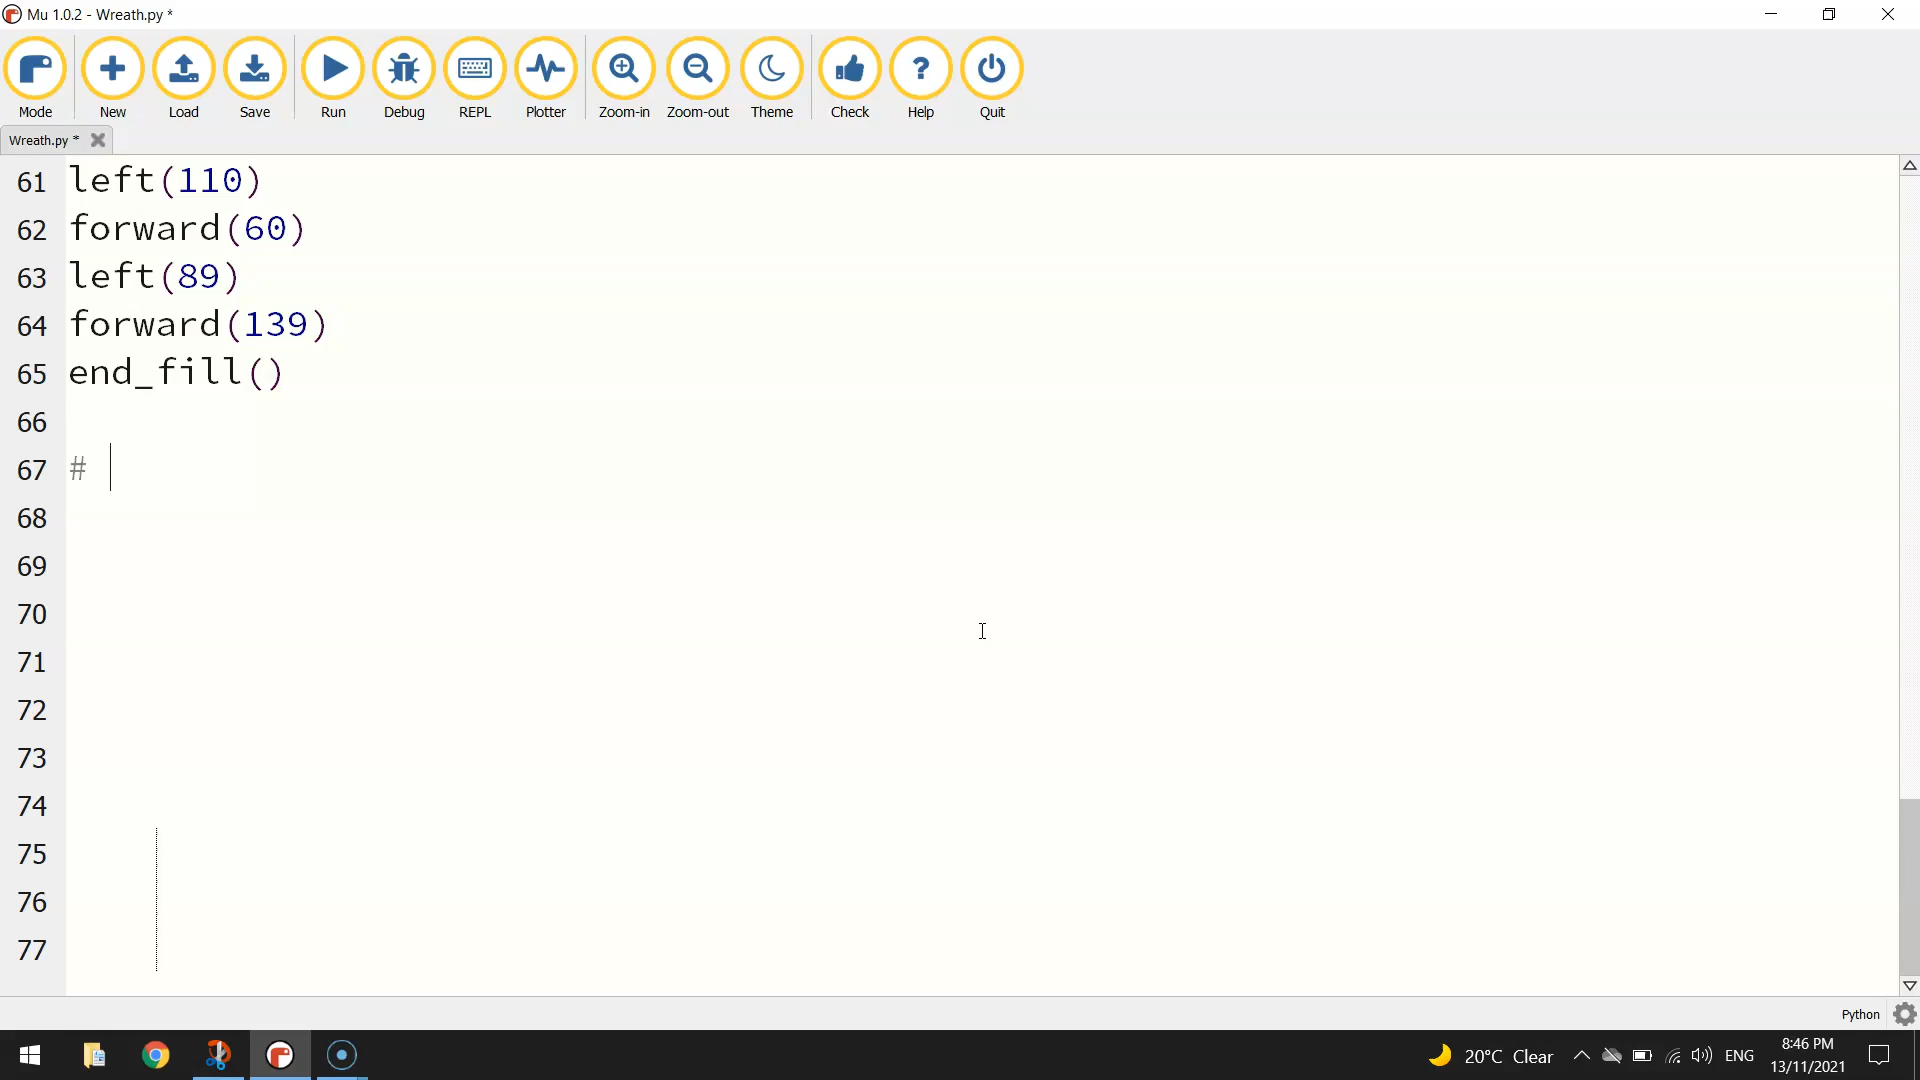 Mu 1.0.2 - Wreath.py *
Mode New Load Save Run Debug REPL Plotter Zoom-in Zoom-out Theme Check ? Help Quit
Wreath.py *
61 left(110)
62 forward(60)
63 left(89)
64 forward(139)
65 end_fill()
66
67 #
68
69
70
71
72
73
74
75
76
77
Python
20°C Clear ENG 8:46 PM
13/11/2021